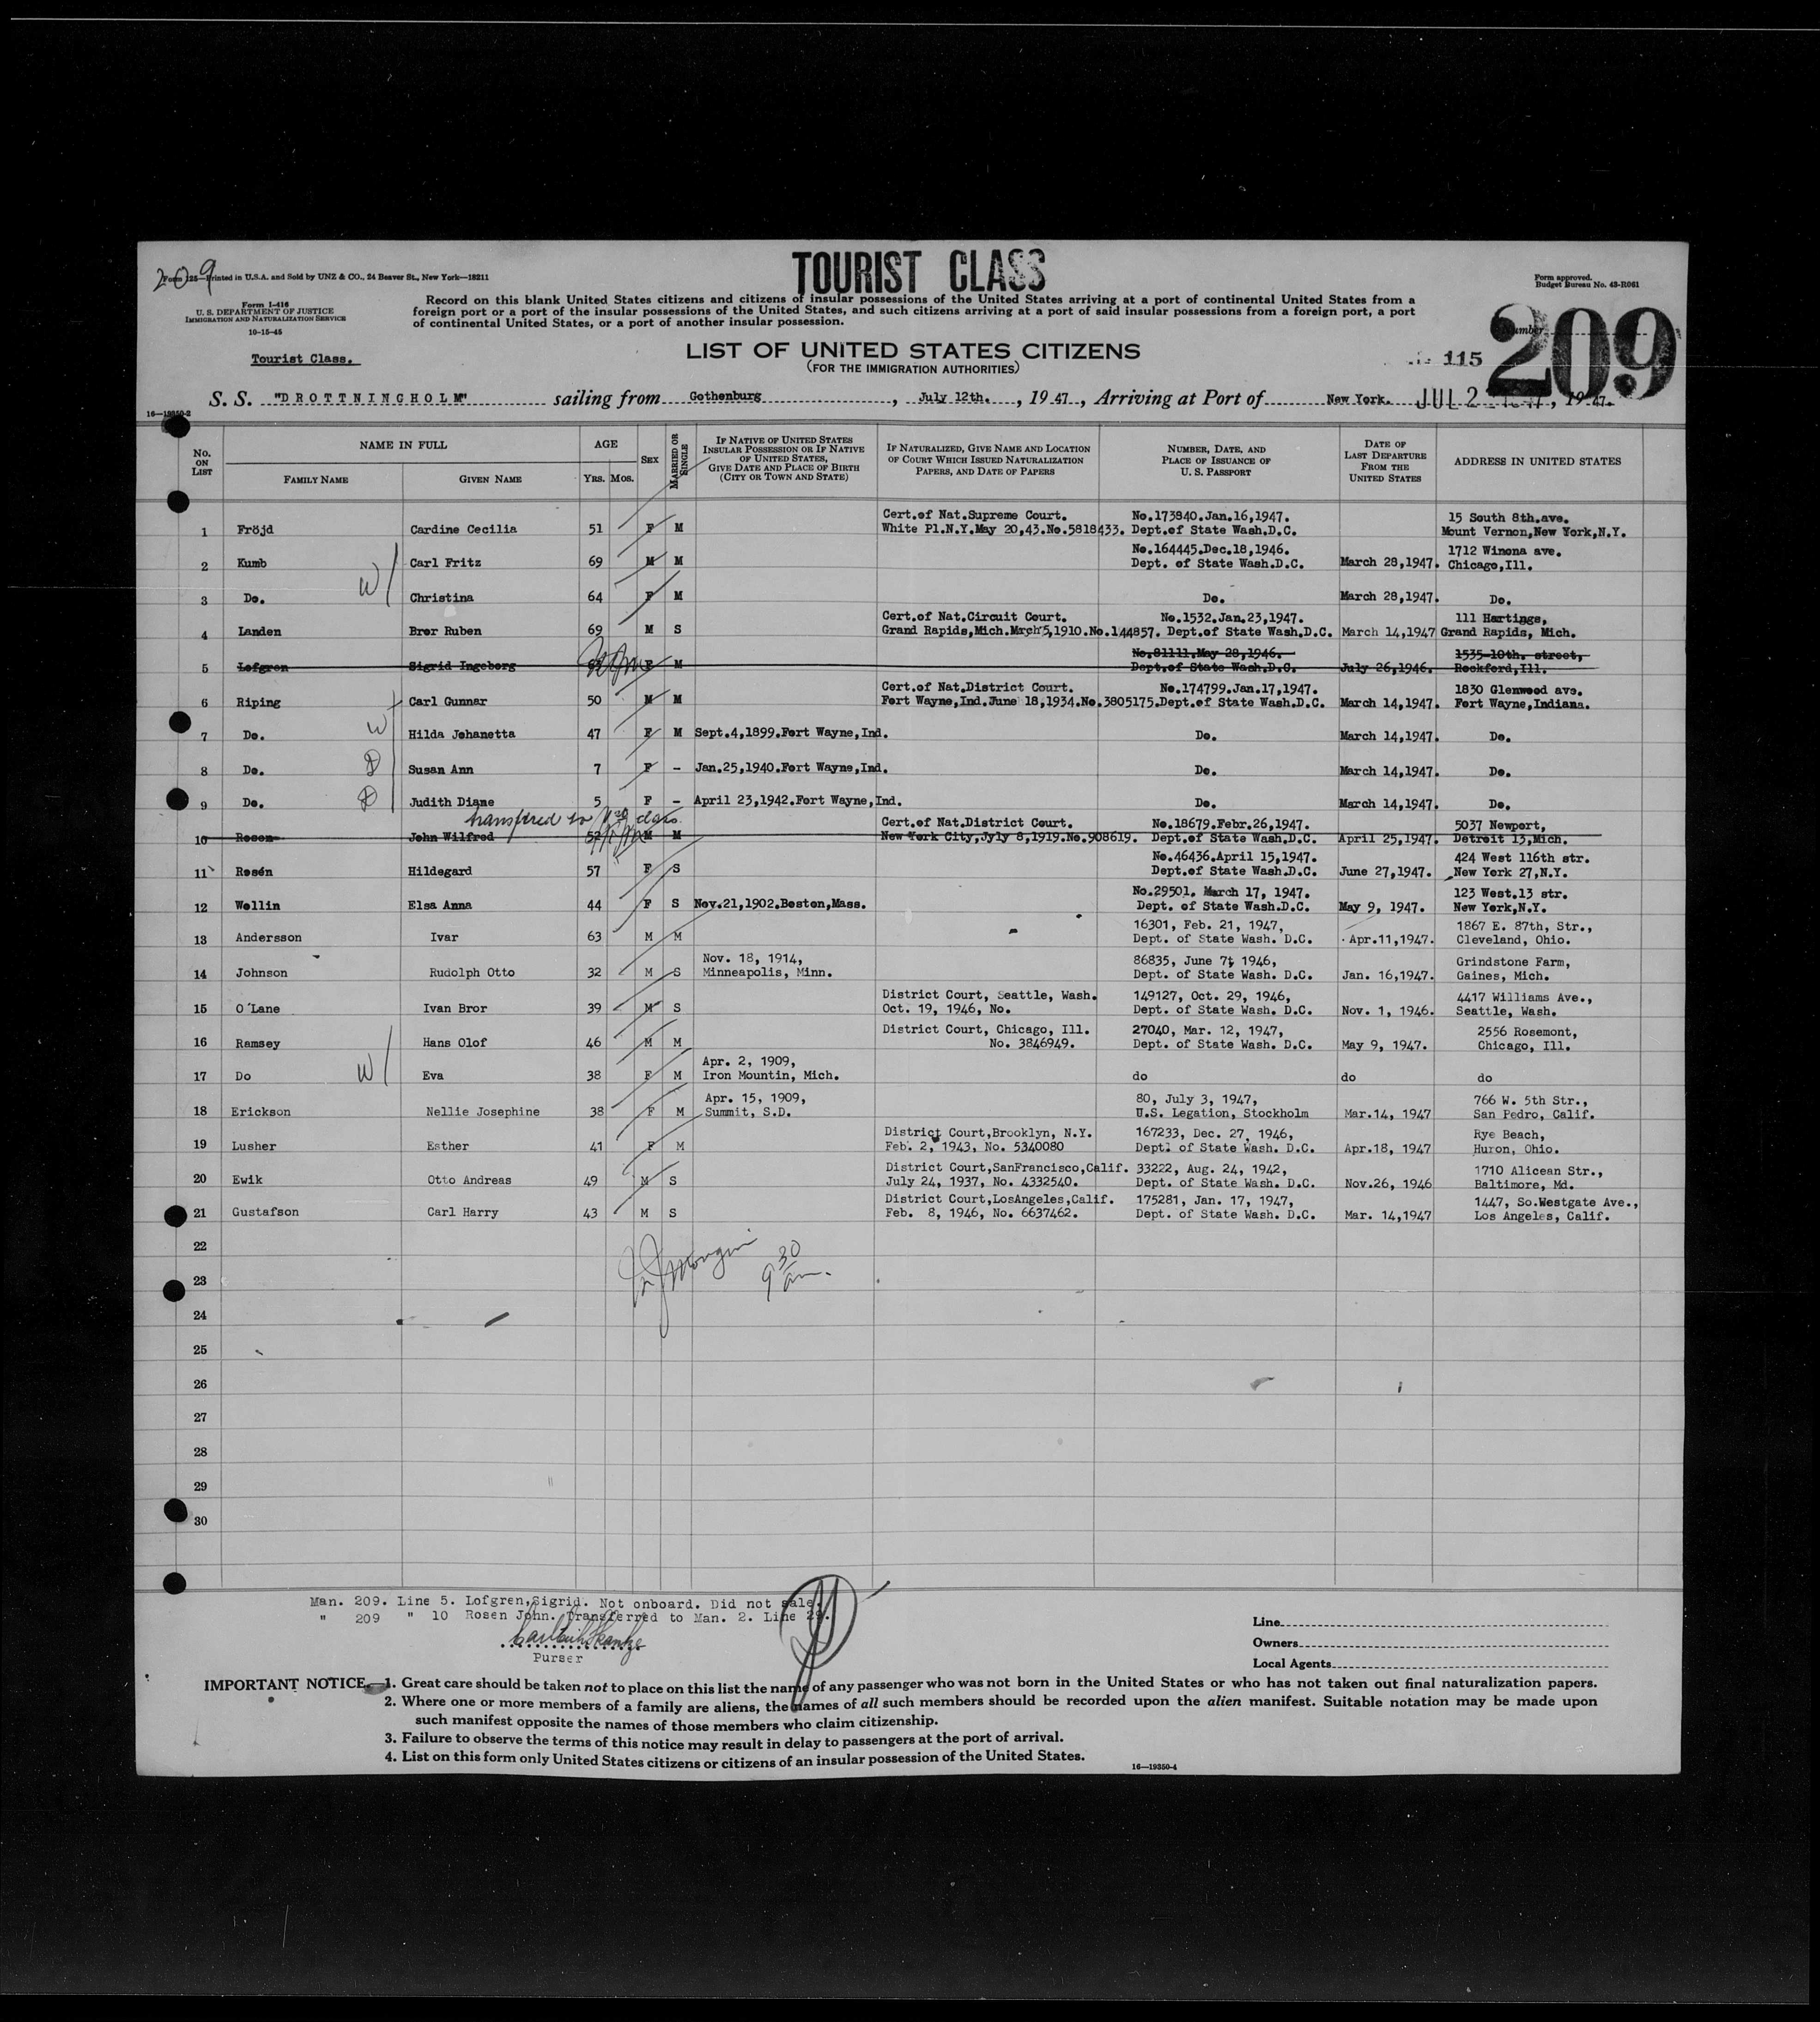 209
Form 125—Printed in U.S.A. and Sold by UNZ & CO., 24 Beaver St., New York—18211
TOURIST CLASS
Form approved.
Budget Bureau No. 43-R061
Form I-416
U. S. DEPARTMENT OF JUSTICE
IMMIGRATION AND NATURALIZATION SERVICE
10-15-45
Record on this blank United States citizens and citizens of insular possessions of the United States arriving at a port of continental United States from a
foreign port or a port of the insular possessions of the United States, and such citizens arriving at a port of said insular possessions from a foreign port, a port
of continental United States, or a port of another insular possession.
Number
209
Tourist Class.
LIST OF UNITED STATES CITIZENS
(FOR THE IMMIGRATION AUTHORITIES)
115
S. S. "DROTTNINGHOLM" sailing from Gothenburg, July 12th., 19 47., Arriving at Port of New York. JUL 2 , 19 47.
16—19350-2
No. ON LIST NAME IN FULL AGE SEX MARRIED OR SINGLE IF NATIVE OF UNITED STATES INSULAR POSSESSION OR IF NATIVE OF UNITED STATES, GIVE DATE AND PLACE OF BIRTH (CITY OR TOWN AND STATE) IF NATURALIZED, GIVE NAME AND LOCATION OF COURT WHICH ISSUED NATURALIZATION PAPERS, AND DATE OF PAPERS NUMBER, DATE, AND PLACE OF ISSUANCE OF U. S. PASSPORT DATE OF LAST DEPARTURE FROM THE UNITED STATES ADDRESS IN UNITED STATES
FAMILY NAME GIVEN NAME YRS. MOS.
Cert.of Nat.Supreme Court. No.173840.Jan.16,1947. 15 South 8th.ave.
1 Fröjd Cardine Cecilia 51 F M White Pl.N.Y.May 20,43.No.5818433. Dept.of State Wash.D.C. Mount Vernon,New York,N.Y.
No.164445.Dec.18,1946. 1712 Winona ave.
2 Kumb Carl Fritz 69 M M Dept. of State Wash.D.C. March 28,1947. Chicago,Ill.
3 Do. W Christina 64 F M Do. March 28,1947. Do.
Cert.of Nat.Circuit Court. No.1532.Jan.23,1947. 111 Hartings,
4 Landen Bror Ruben 69 M S Grand Rapids,Mich.Mrch5,1910.No.144857. Dept.of State Wash.D.C. March 14,1947 Grand Rapids, Mich.
No.81111.May 28,1946. 1535-10th. street,
5 Lofgren Sigrid Ingeborg F M Dept.of State Wash.D.C. July 26,1946. Rockford,Ill.
Cert.of Nat.District Court. No.174799.Jan.17,1947. 1830 Glenwood ave.
6 Riping Carl Gunnar 50 M M Fort Wayne,Ind.June 18,1934.No.3805175.Dept.of State Wash.D.C. March 14,1947. Fort Wayne,Indiana.
7 Do. W Hilda Johanetta 47 F M Sept.4,1899.Fort Wayne,Ind. Do. March 14,1947. Do.
8 Do. D Susan Ann 7 F - Jan.25,1940.Fort Wayne,Ind. Do. March 14,1947. Do.
9 Do. D Judith Diane 5 F - April 23,1942.Fort Wayne,Ind. Do. March 14,1947. Do.
transfired to class
Cert.of Nat.District Court. No.18679.Febr.26,1947. 5037 Newport,
10 Rosen John Wilfred 52 M M New York City,Jyly 8,1919.No.908619. Dept.of State Wash.D.C. April 25,1947. Detroit 13,Mich.
No.46436.April 15,1947. 424 West 116th str.
11 Rosén Hildegard 57 F S Dept.of State Wash.D.C. June 27,1947. New York 27,N.Y.
No.29501. March 17, 1947. 123 West.13 str.
12 Wollin Elsa Anna 44 F S Nov.21,1902.Boston,Mass. Dept. of State Wash.D.C. May 9, 1947. New York,N.Y.
16301, Feb. 21, 1947, 1867 E. 87th, Str.,
13 Andersson Ivar 63 M M Dept. of State Wash. D.C. Apr.11,1947. Cleveland, Ohio.
Nov. 18, 1914, 86835, June 7, 1946, Grindstone Farm,
14 Johnson Rudolph Otto 32 M S Minneapolis, Minn. Dept. of State Wash. D.C. Jan. 16,1947. Gaines, Mich.
District Court, Seattle, Wash. 149127, Oct. 29, 1946, 4417 Williams Ave.,
15 O´Lane Ivan Bror 39 M S Oct. 19, 1946, No. Dept. of State Wash. D.C. Nov. 1, 1946. Seattle, Wash.
District Court, Chicago, Ill. 27040, Mar. 12, 1947, 2556 Rosemont,
16 Ramsey Hans Olof 46 M M No. 3846949. Dept. of State Wash. D.C. May 9, 1947. Chicago, Ill.
Apr. 2, 1909,
17 Do W Eva 38 F M Iron Mountin, Mich. do do do
Apr. 15, 1909, 80, July 3, 1947, 766 W. 5th Str.,
18 Erickson Nellie Josephine 38 F M Summit, S.D. U.S. Legation, Stockholm Mar.14, 1947 San Pedro, Calif.
District Court,Brooklyn, N.Y. 167233, Dec. 27, 1946, Rye Beach,
19 Lusher Esther 41 F M Feb. 2, 1943, No. 5340080 Dept. of State Wash. D.C. Apr.18, 1947 Huron, Ohio.
District Court,SanFrancisco,Calif. 33222, Aug. 24, 1942, 1710 Alicean Str.,
20 Ewik Otto Andreas 49 M S July 24, 1937, No. 4332540. Dept. of State Wash. D.C. Nov.26, 1946 Baltimore, Md.
District Court,LosAngeles,Calif. 175281, Jan. 17, 1947, 1447, So.Westgate Ave.,
21 Gustafson Carl Harry 43 M S Feb. 8, 1946, No. 6637462. Dept. of State Wash. D.C. Mar. 14,1947 Los Angeles, Calif.
22
9 30 am.
23
24
25
26
27
28
29
30
Man. 209. Line 5. Lofgren,Sigrid. Not onboard. Did not sale.
" 209 " 10 Rosen John. Transferred to Man. 2. Line 29.
Purser
Line
Owners
Local Agents
IMPORTANT NOTICE.—1. Great care should be taken not to place on this list the name of any passenger who was not born in the United States or who has not taken out final naturalization papers.
2. Where one or more members of a family are aliens, the names of all such members should be recorded upon the alien manifest. Suitable notation may be made upon
such manifest opposite the names of those members who claim citizenship.
3. Failure to observe the terms of this notice may result in delay to passengers at the port of arrival.
4. List on this form only United States citizens or citizens of an insular possession of the United States.
16—19350-4